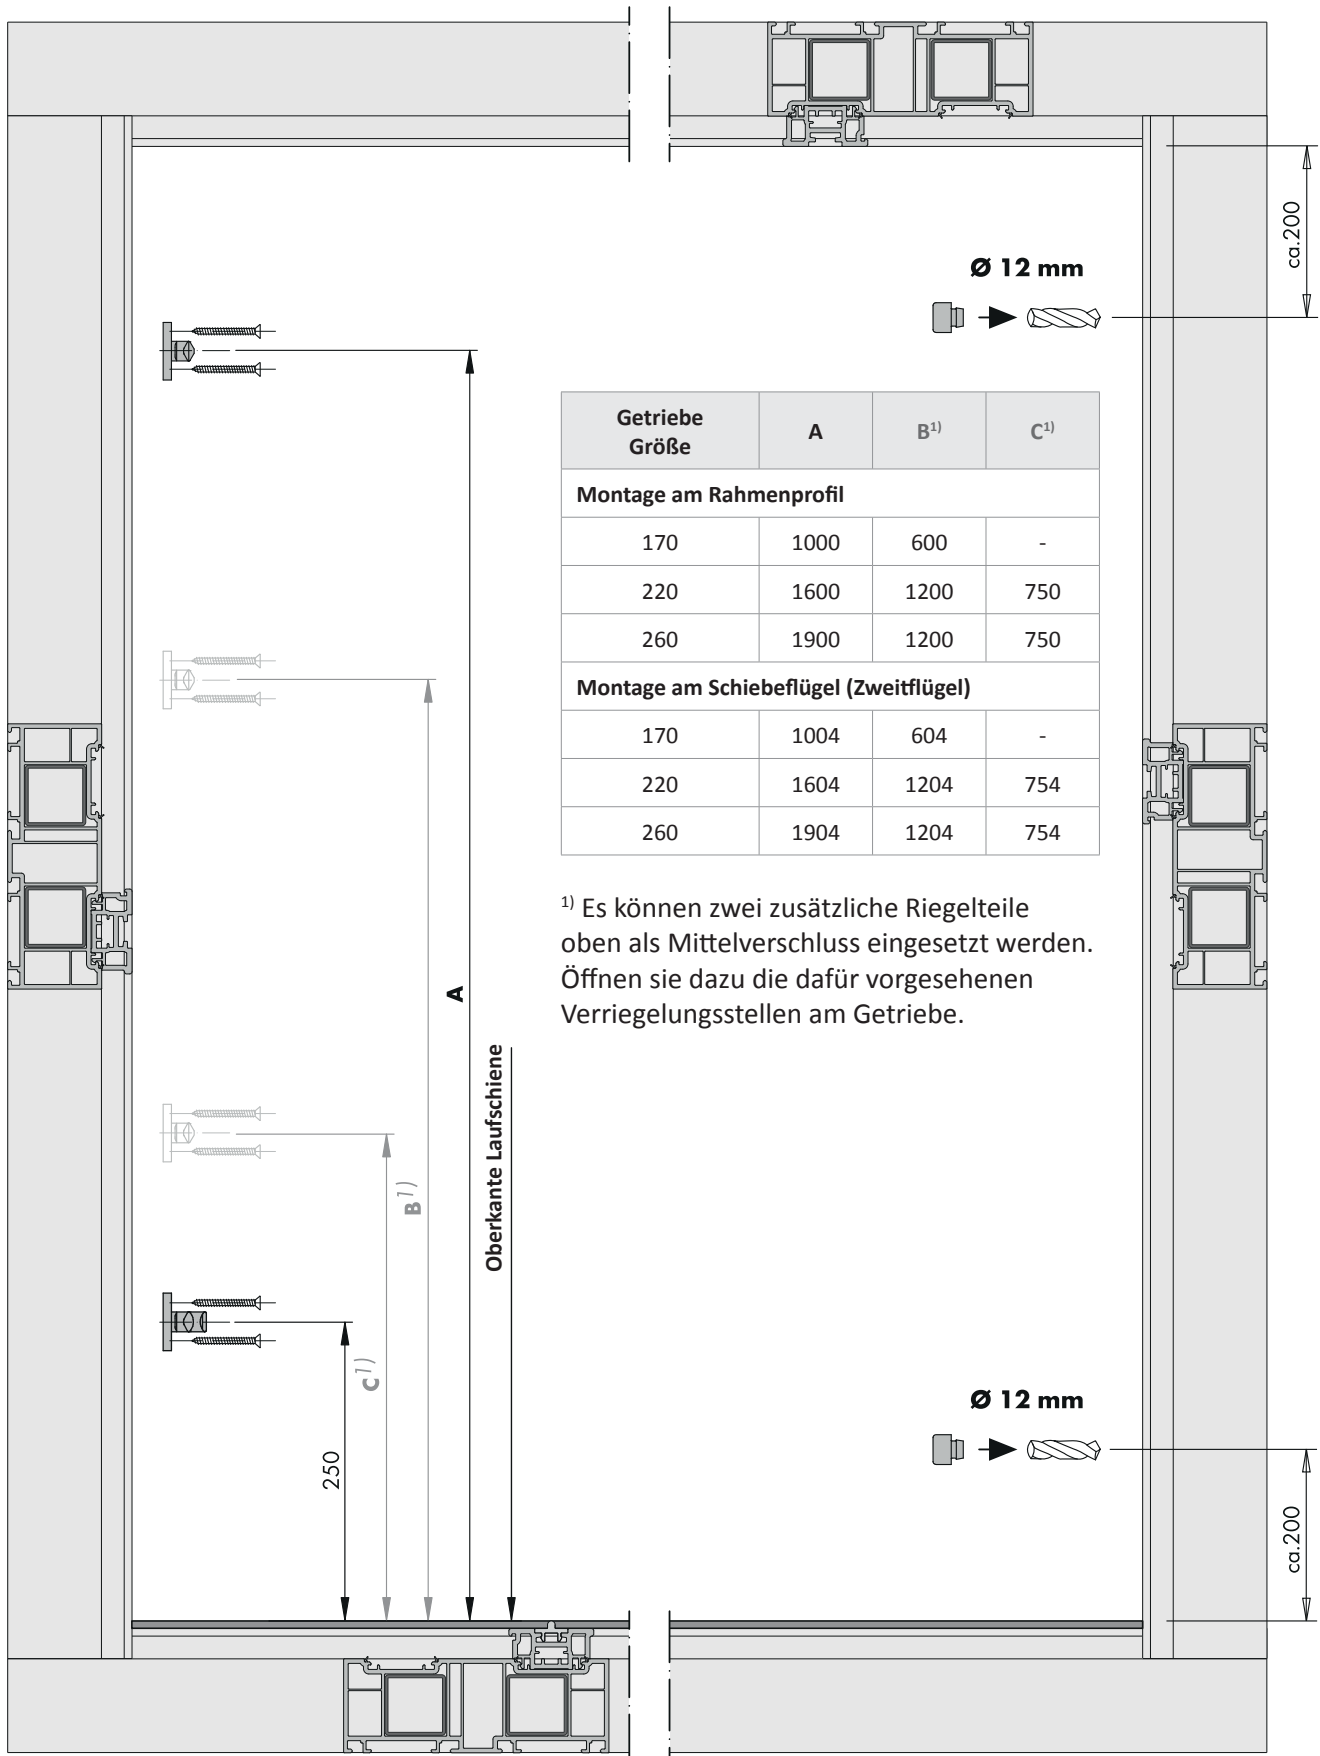 ca.200
Ø 12 mm
Getriebe
Größe
A
B1)
C1)
Montage am Rahmenprofil
170 1000 600 -
220 1600 1200 750
260 1900 1200 750
Montage am Schiebeflügel (Zweitflügel)
170 1004 604 -
220 1604 1204 754
260 1904 1204 754
1) Es können zwei zusätzliche Riegelteile
oben als Mittelverschluss eingesetzt werden.
Öffnen sie dazu die dafür vorgesehenen
Verriegelungsstellen am Getriebe.
A
Oberkante Laufschiene
B1)
C1)
250
Ø 12 mm
ca.200